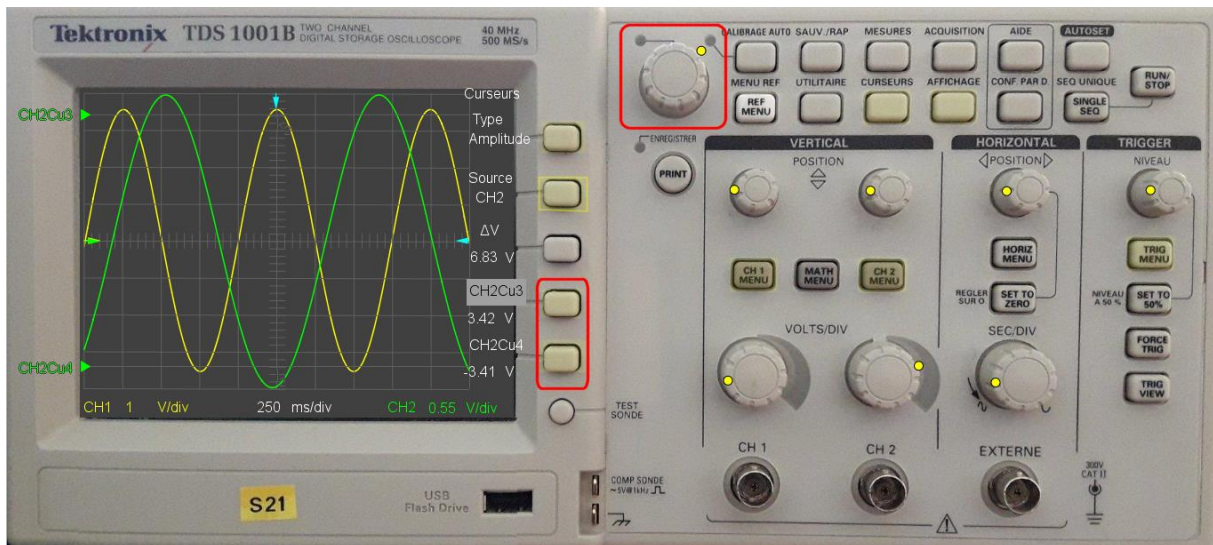 Tektronix TDS 1001B TWO CHANNEL DIGITAL STORAGE OSCILLOSCOPE 40 MHz 500 MS/s
Curseurs
CH2Cu3
Type
Amplitude
Source
CH2
ΔV
6.83 V
CH2Cu3
3.42 V
CH2Cu4
CH2Cu4
-3.41 V
CH1 1 V/div 250 ms/div CH2 0.55 V/div
S21
USB
Flash Drive
CALIBRAGE AUTO SAUV./RAP MESURES ACQUISITION AIDE AUTOSET
MENU REF UTILITAIRE CURSEURS AFFICHAGE CONF. PAR D. SEQ UNIQUE
RUN/
STOP
REF
MENU
SINGLE
SEQ
ENREGISTRER
PRINT
VERTICAL HORIZONTAL TRIGGER
POSITION POSITION NIVEAU
CH 1
MENU
MATH
MENU
CH 2
MENU
HORIZ
MENU
TRIG
MENU
REGLER
SUR 0
SET TO
ZERO
NIVEAU
A 50 %
SET TO
50%
VOLTS/DIV SEC/DIV
FORCE
TRIG
TRIG
VIEW
TEST
SONDE
CH 1 CH 2 EXTERNE
COMP SONDE
~5V@1kHz
300V
CAT II